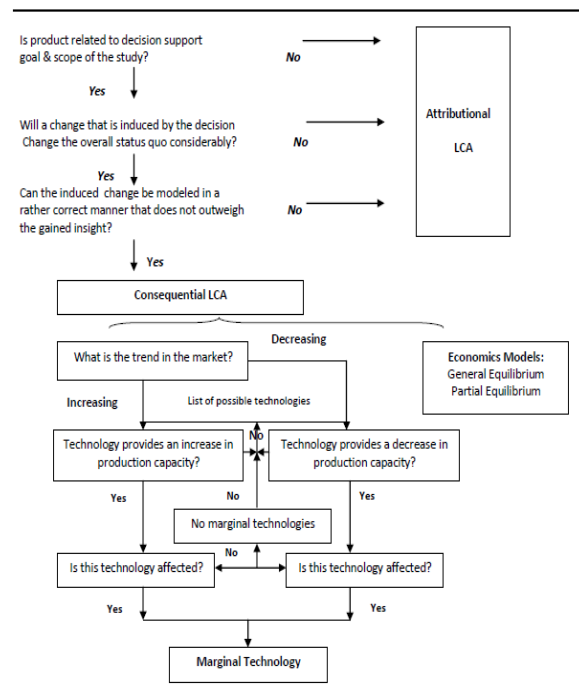 Is product related to decision support
goal & scope of the study?
No
Yes
Attributional
LCA
Will a change that is induced by the decision
Change the overall status quo considerably?
No
Yes
Can the induced change be modeled in a
rather correct manner that does not outweigh
the gained insight?
No
Yes
Consequential LCA
Decreasing
What is the trend in the market?
Economics Models:
General Equilibrium
Partial Equilibrium
Increasing
List of possible technologies
No
Technology provides an increase in
production capacity?
Technology provides a decrease in
production capacity?
Yes
No
Yes
No marginal technologies
No
Is this technology affected?
Is this technology affected?
Yes
Yes
Marginal Technology